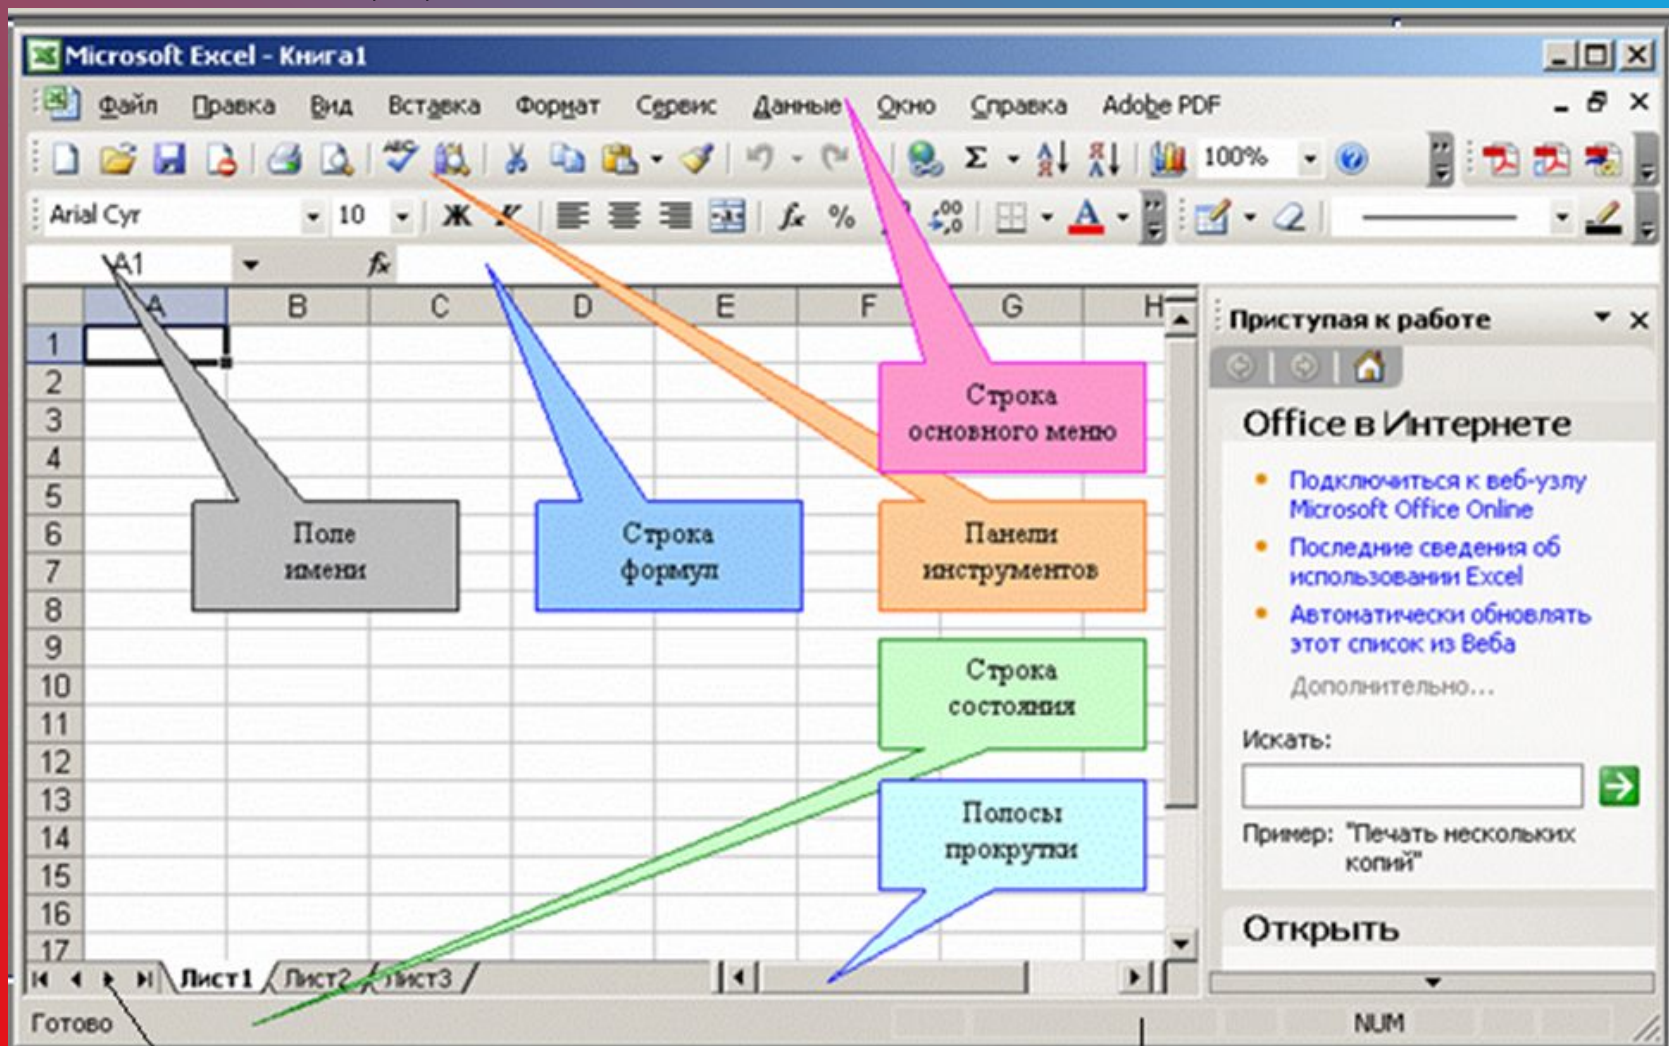 Microsoft Excel - Книга1
Файл Правка Вид Вставка Формат Сервис Данные Окно Справка Adobe PDF
100%
Arial Cyr 10 Ж К %
A1 fx
A B C D E F G H
1
2
3
4
5
6
7
8
9
10
11
12
13
14
15
16
17
Строка
основного меню
Поле
имени
Строка
формул
Панели
инструментов
Строка
состояния
Полосы
прокрутки
Приступая к работе
Office в Интернете
Подключиться к веб-узлу
Microsoft Office Online
Последние сведения об
использовании Excel
Автоматически обновлять
этот список из Веба
Дополнительно...
Искать:
Пример: "Печать нескольких
копий"
Открыть
Лист1 Лист2 Лист3
Готово NUM